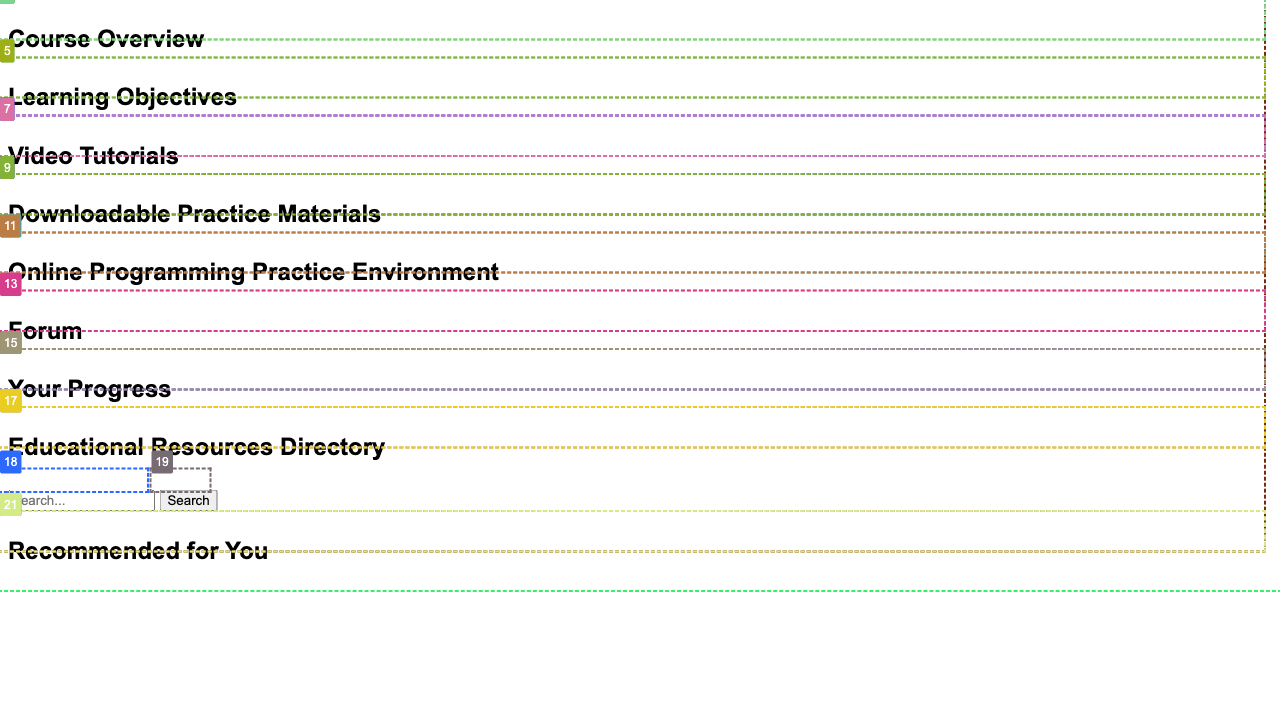 Course Overview
5
Learning Objectives
7
Video Tutorials
9
Downloadable Practice Materials
11
Online Programming Practice Environment
13
Forum
15
Your Progress
17
Educational Resources Directory
18 19
Search... Search
21
Recommended for You